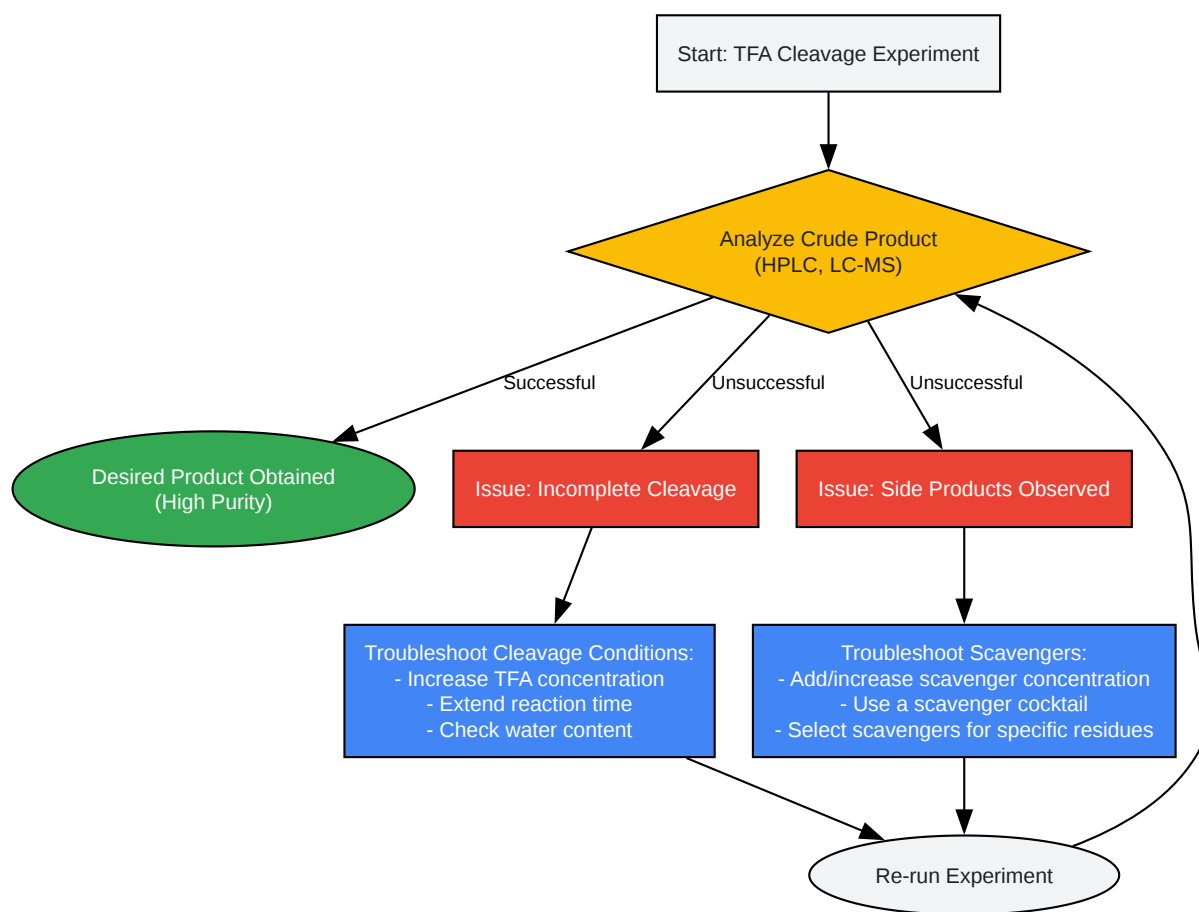 Start: TFA Cleavage Experiment
Analyze Crude Product
(HPLC, LC-MS)
Successful
Unsuccessful
Unsuccessful
Desired Product Obtained
(High Purity)
Issue: Incomplete Cleavage
Issue: Side Products Observed
Troubleshoot Cleavage Conditions:
- Increase TFA concentration
- Extend reaction time
- Check water content
Troubleshoot Scavengers:
- Add/increase scavenger concentration
- Use a scavenger cocktail
- Select scavengers for specific residues
Re-run Experiment